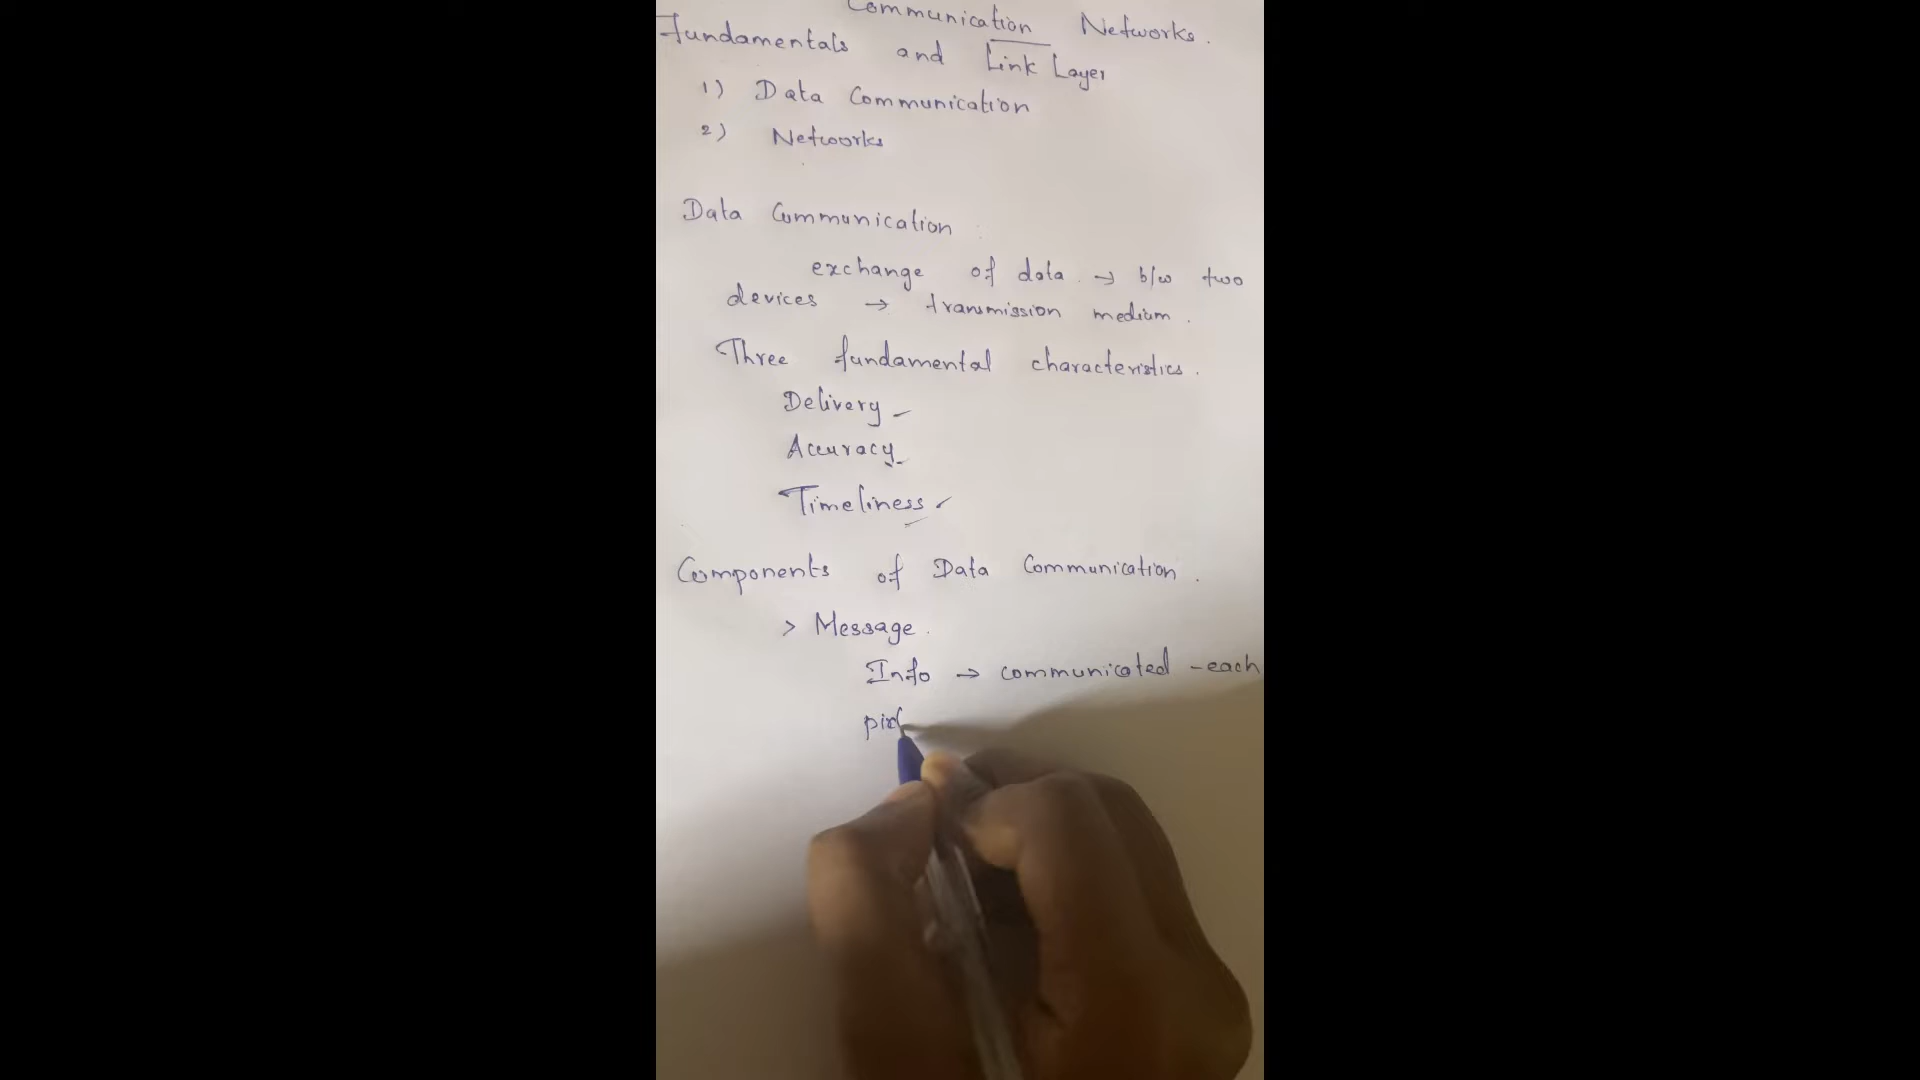 Communication Networks.
Fundamentals and Link Layer
1) Data Communication
2) Networks
Data Communication
exchange of data → b/w two
devices → transmission medium.
Three fundamental characteristics.
Delivery
Accuracy
Timeliness
Components of Data Communication.
> Message.
Info → communicated - each